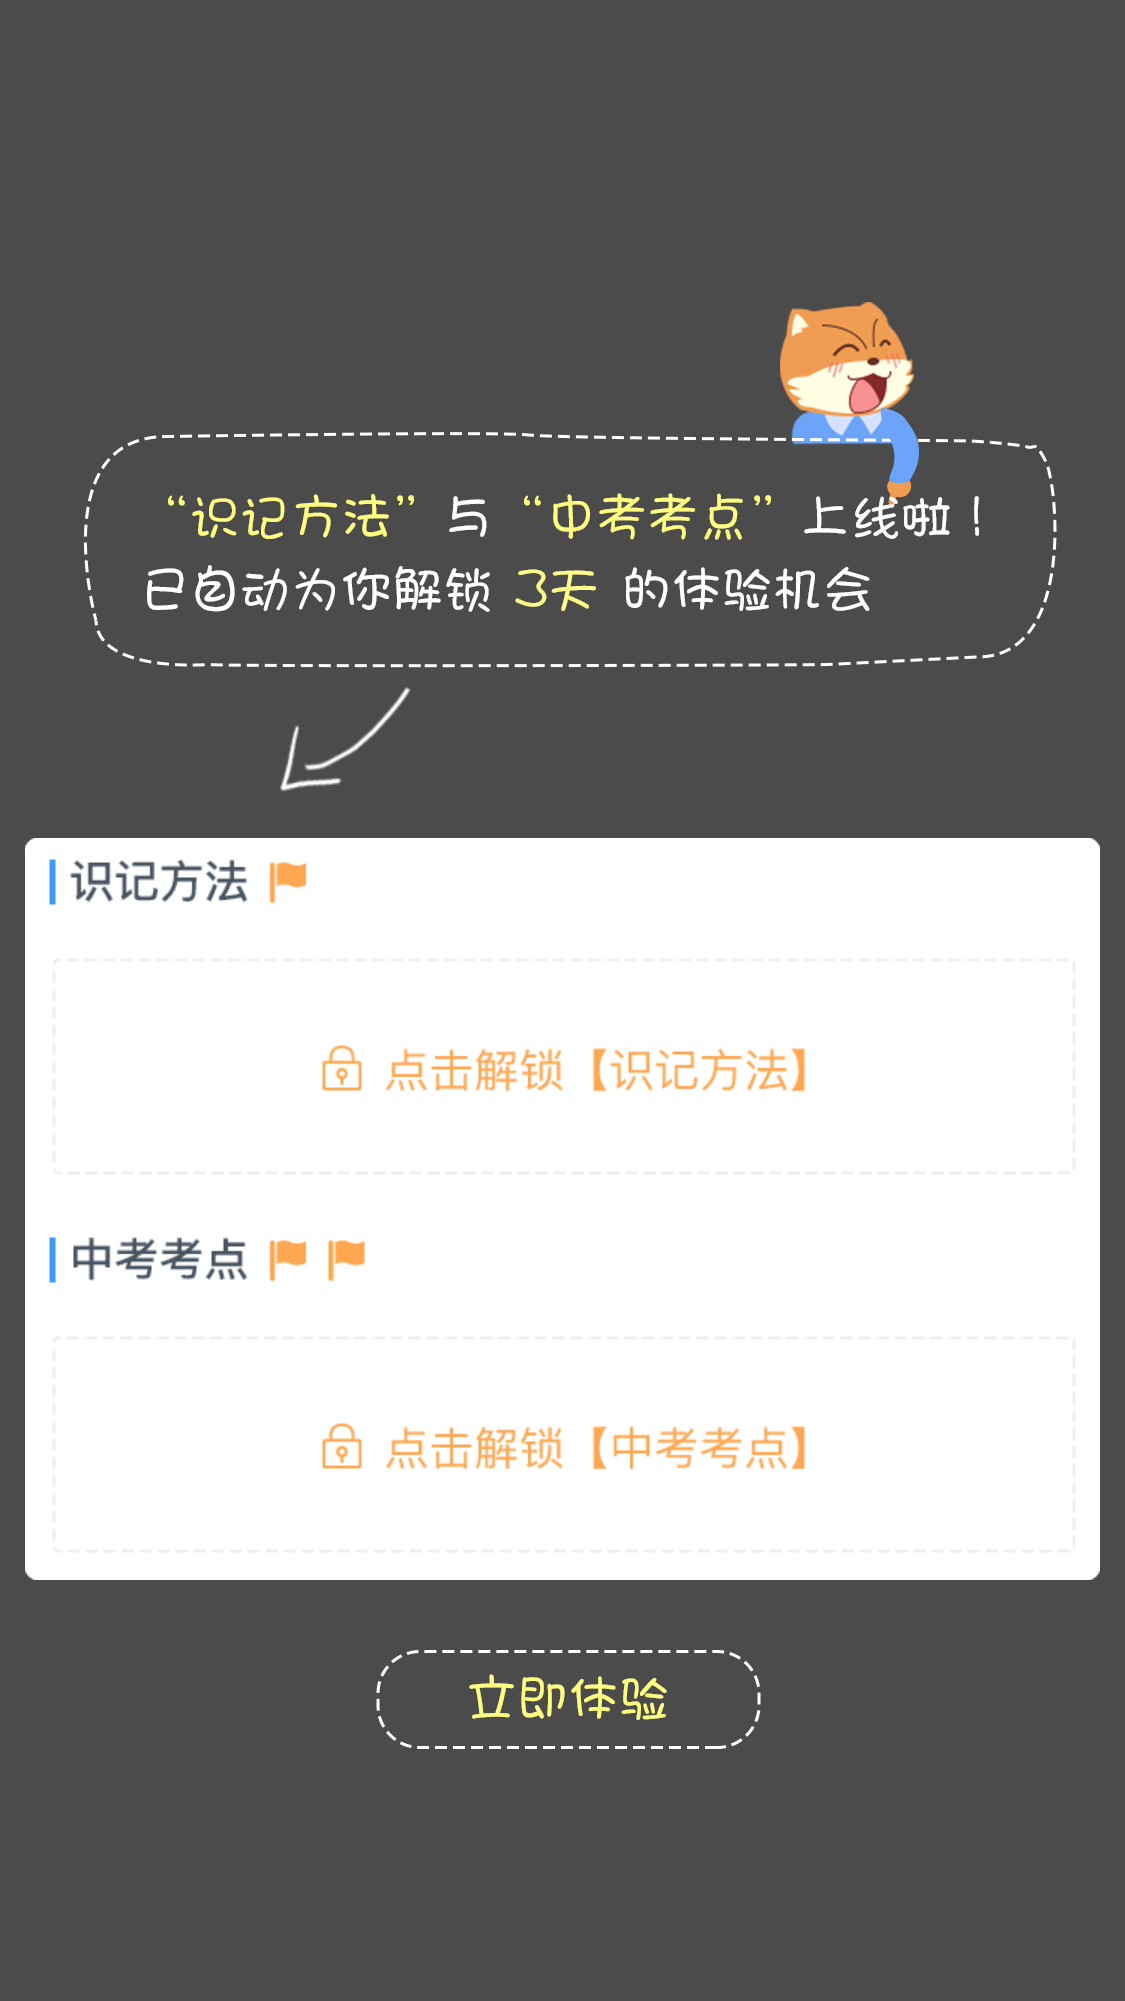 “识记方法”与“中考考点”上线啦！
已自动为你解锁 3天 的体验机会
识记方法
点击解锁【识记方法】
中考考点
点击解锁【中考考点】
立即体验